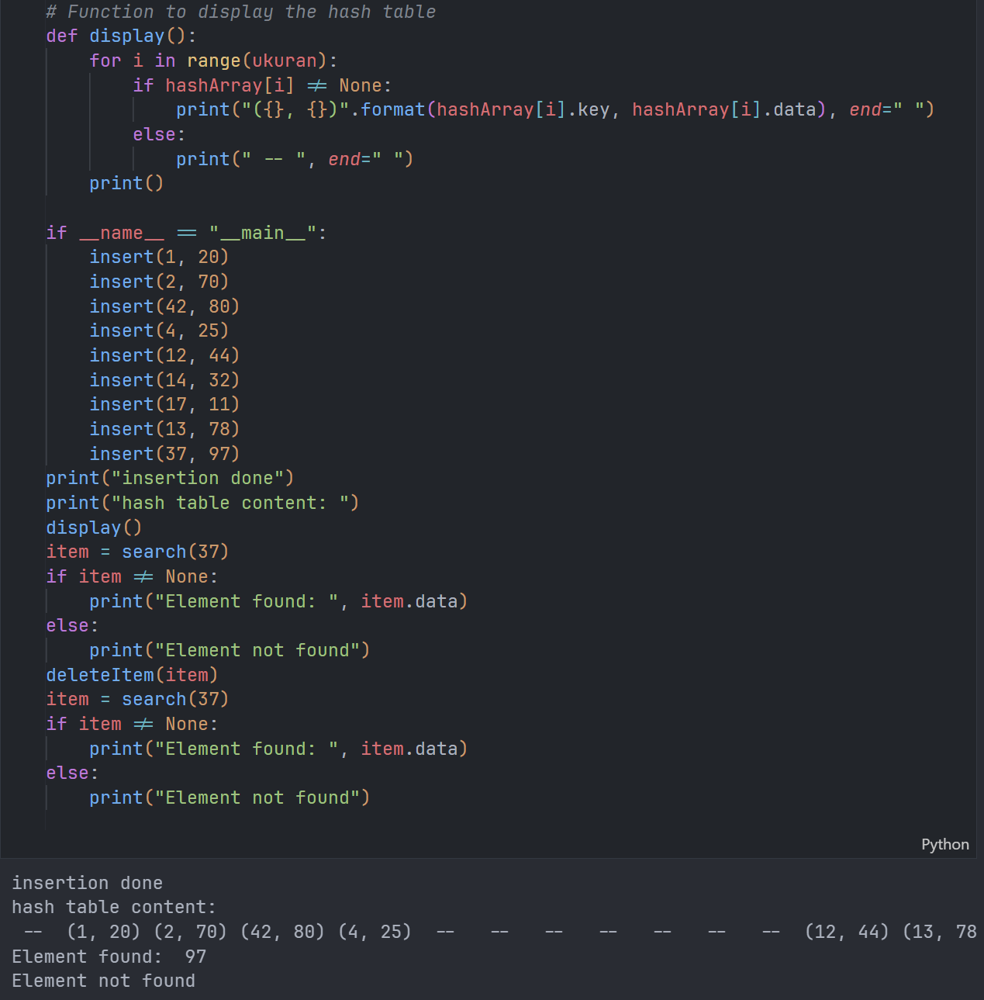 # Function to display the hash table
def display():
    for i in range(ukuran):
        if hashArray[i] != None:
            print("({}, {})".format(hashArray[i].key, hashArray[i].data), end=" ")
        else:
            print(" -- ", end=" ")
    print()

if __name__ == "__main__":
    insert(1, 20)
    insert(2, 70)
    insert(42, 80)
    insert(4, 25)
    insert(12, 44)
    insert(14, 32)
    insert(17, 11)
    insert(13, 78)
    insert(37, 97)
print("insertion done")
print("hash table content: ")
display()
item = search(37)
if item != None:
    print("Element found: ", item.data)
else:
    print("Element not found")
deleteItem(item)
item = search(37)
if item != None:
    print("Element found: ", item.data)
else:
    print("Element not found")
Python
insertion done
hash table content:
 --  (1, 20) (2, 70) (42, 80) (4, 25)  --   --   --   --   --   --   --  (12, 44) (13, 78
Element found:  97
Element not found